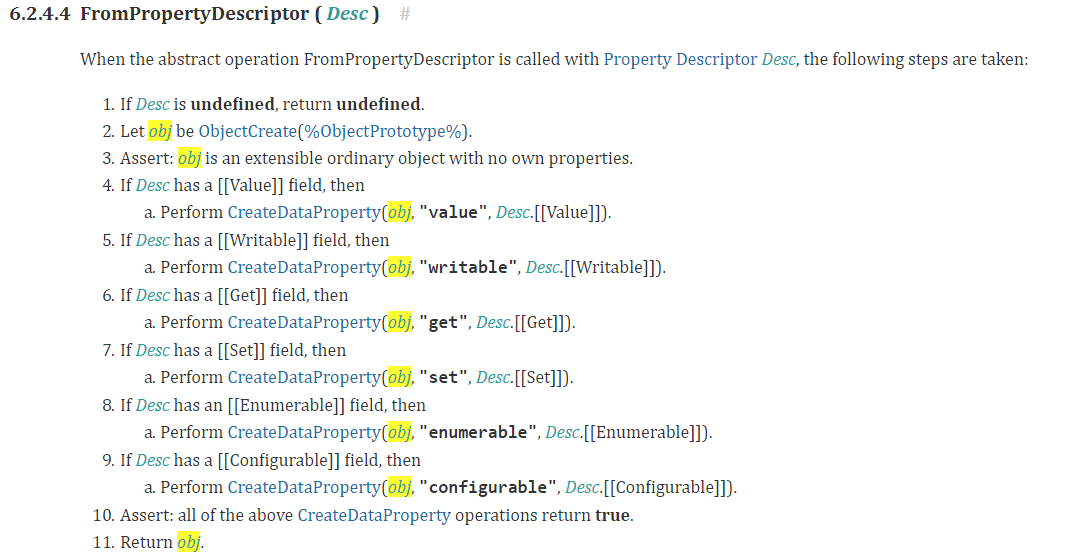 6.2.4.4 FromPropertyDescriptor ( Desc ) #
When the abstract operation FromPropertyDescriptor is called with Property Descriptor Desc, the following steps are taken:
1. If Desc is undefined, return undefined.
2. Let obj be ObjectCreate(%ObjectPrototype%).
3. Assert: obj is an extensible ordinary object with no own properties.
4. If Desc has a [[Value]] field, then
a. Perform CreateDataProperty(obj, "value", Desc.[[Value]]).
5. If Desc has a [[Writable]] field, then
a. Perform CreateDataProperty(obj, "writable", Desc.[[Writable]]).
6. If Desc has a [[Get]] field, then
a. Perform CreateDataProperty(obj, "get", Desc.[[Get]]).
7. If Desc has a [[Set]] field, then
a. Perform CreateDataProperty(obj, "set", Desc.[[Set]]).
8. If Desc has an [[Enumerable]] field, then
a. Perform CreateDataProperty(obj, "enumerable", Desc.[[Enumerable]]).
9. If Desc has a [[Configurable]] field, then
a. Perform CreateDataProperty(obj, "configurable", Desc.[[Configurable]]).
10. Assert: all of the above CreateDataProperty operations return true.
11. Return obj.